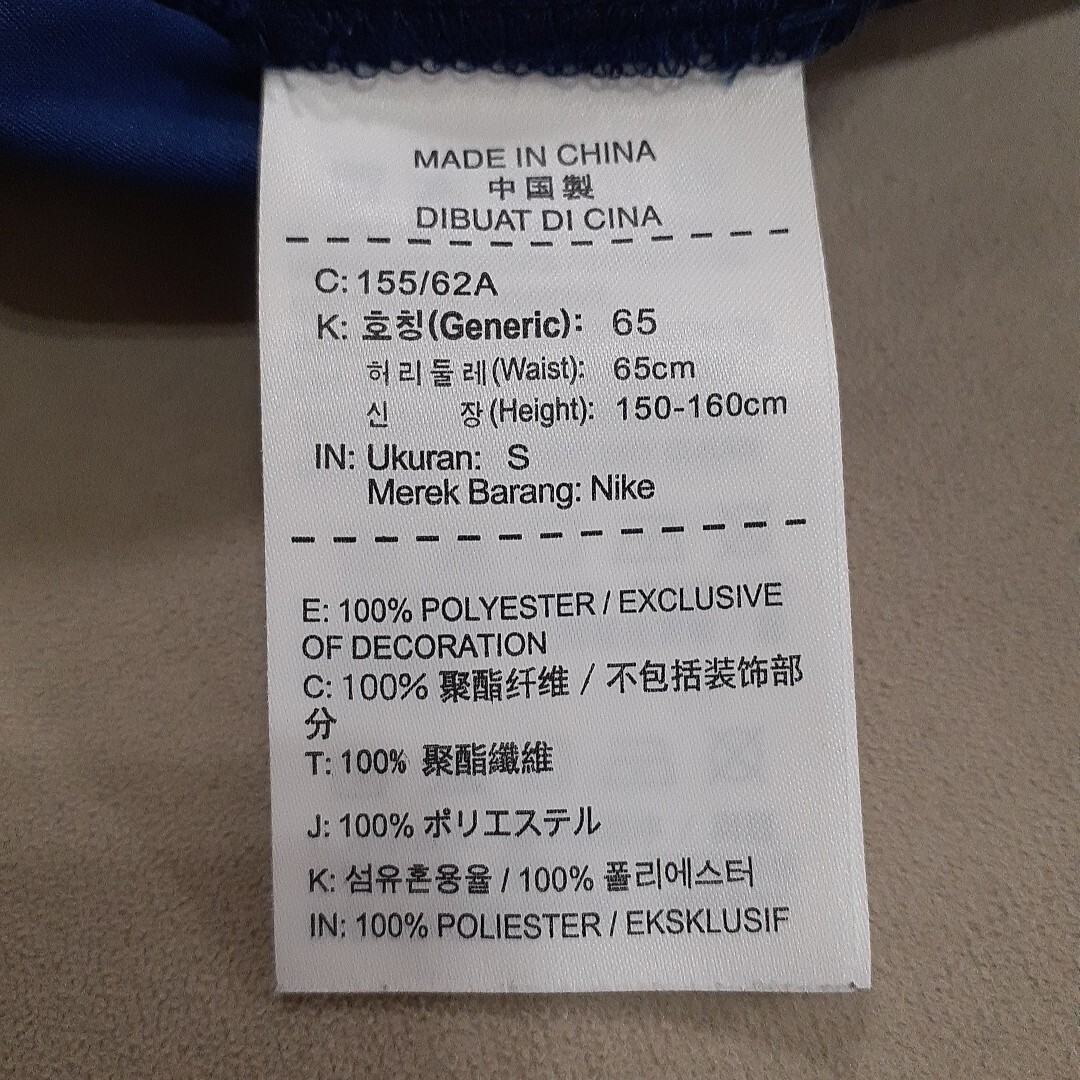 MADE IN CHINA
中国製
DIBUAT DI CINA
C: 155/62A
K: 호칭(Generic): 65
허리둘레(Waist): 65cm
신 장(Height): 150-160cm
IN: Ukuran: S
Merek Barang: Nike
E: 100% POLYESTER / EXCLUSIVE
OF DECORATION
C: 100% 聚酯纤维 / 不包括装饰部
分
T: 100% 聚酯纖維
J: 100% ポリエステル
K: 섬유혼용율 / 100% 폴리에스터
IN: 100% POLIESTER / EKSKLUSIF